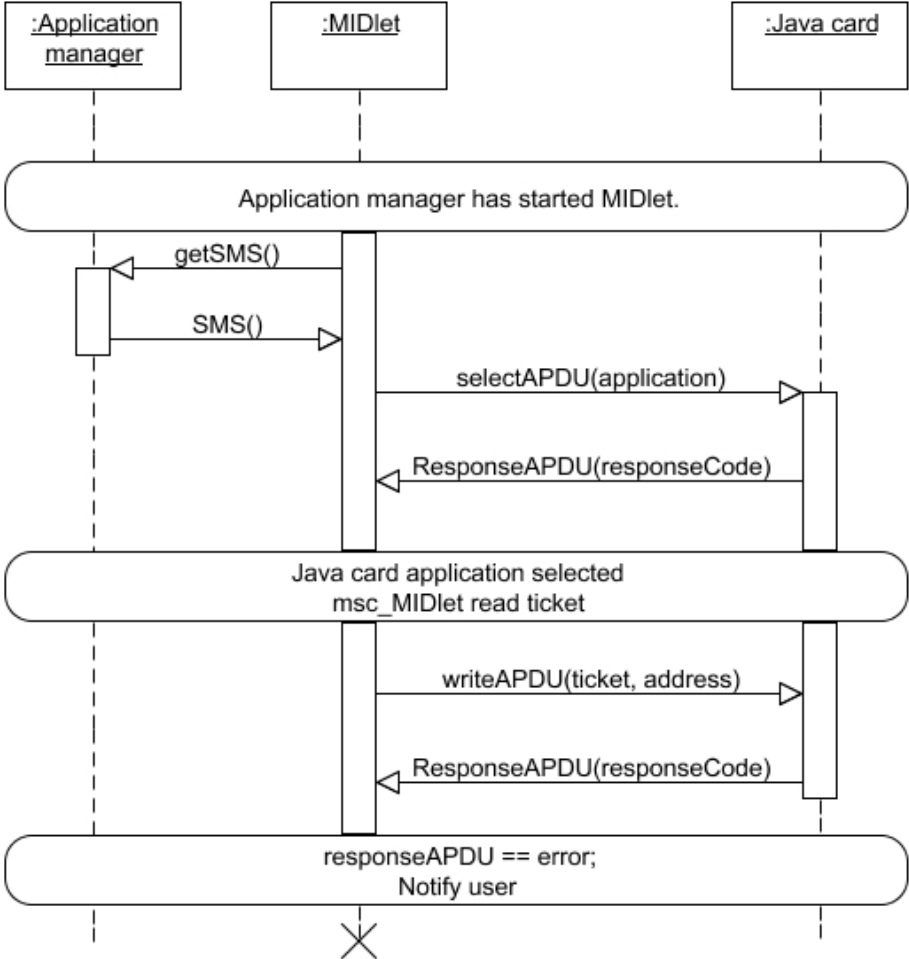 :Application
manager
:MIDlet
:Java card
Application manager has started MIDlet.
getSMS()
SMS()
selectAPDU(application)
ResponseAPDU(responseCode)
Java card application selected
msc_MIDlet read ticket
writeAPDU(ticket, address)
ResponseAPDU(responseCode)
responseAPDU == error;
Notify user